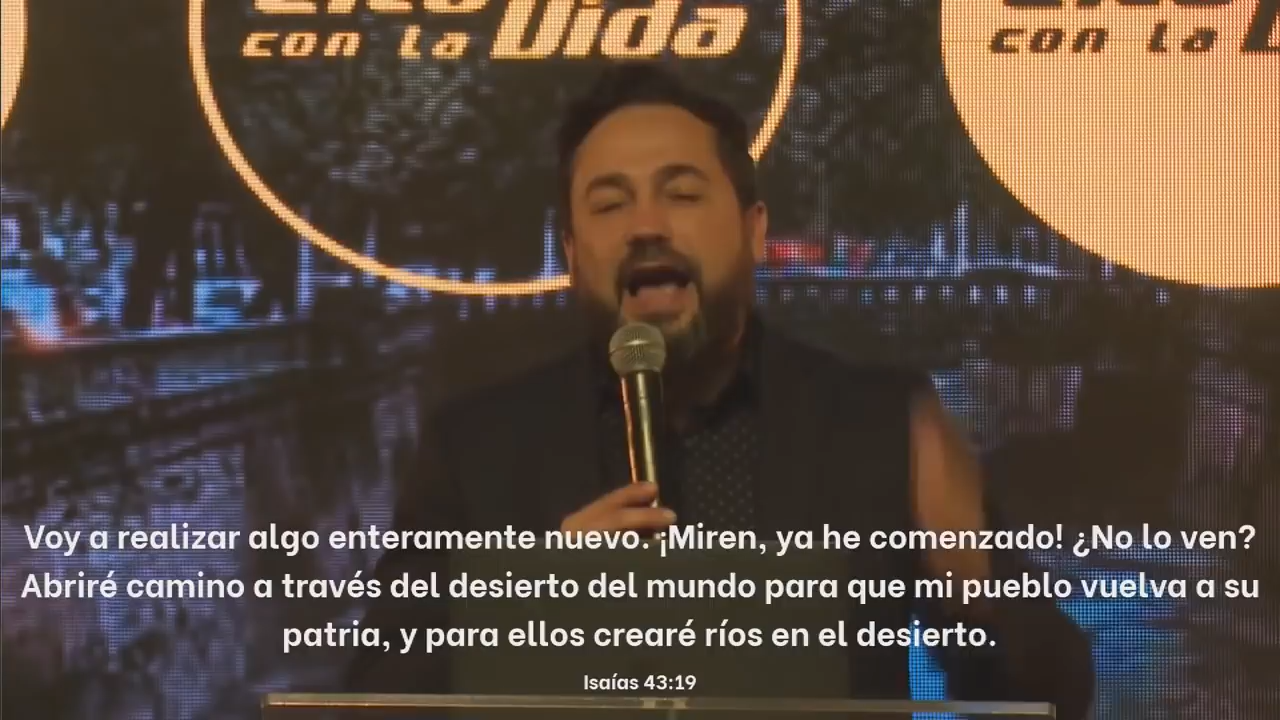 con la Vida
con la
Voy a realizar algo enteramente nuevo. ¡Miren, ya he comenzado! ¿No lo ven?
Abriré camino a través del desierto del mundo para que mi pueblo vuelva a su
patria, y para ellos crearé ríos en el desierto.
Isaías 43:19